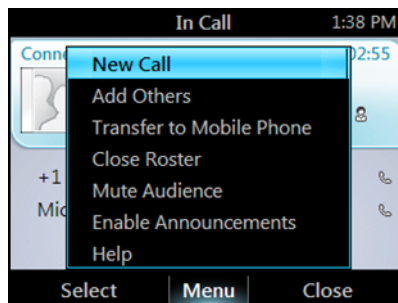 In Call 1:38 PM
Conne 02:55
New Call
Add Others
Transfer to Mobile Phone
Close Roster
+1
Mute Audience
Mic
Enable Announcements
Help
Select Menu Close